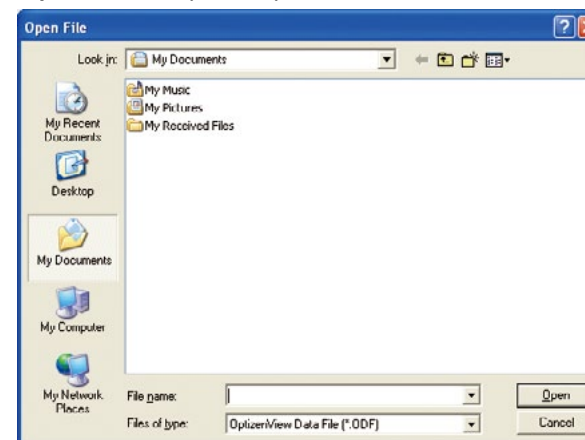 Open File
Look in: My Documents
My Music
My Pictures
My Received Files
My Recent
Documents
Desktop
My Documents
My Computer
My Network
Places
File name:
Open
Files of type: OptizenView Data File (*.ODF)
Cancel